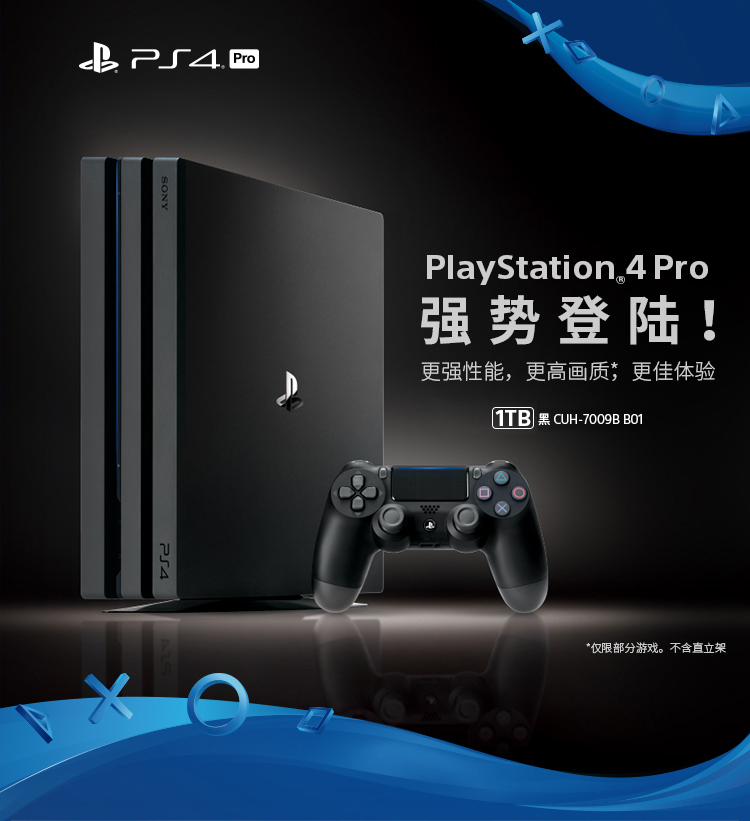 PS4 Pro
SONY
PlayStation®4 Pro
强势登陆！
更强性能，更高画质*，更佳体验
1TB 黑 CUH-7009B B01
PS4
*仅限部分游戏。不含直立架